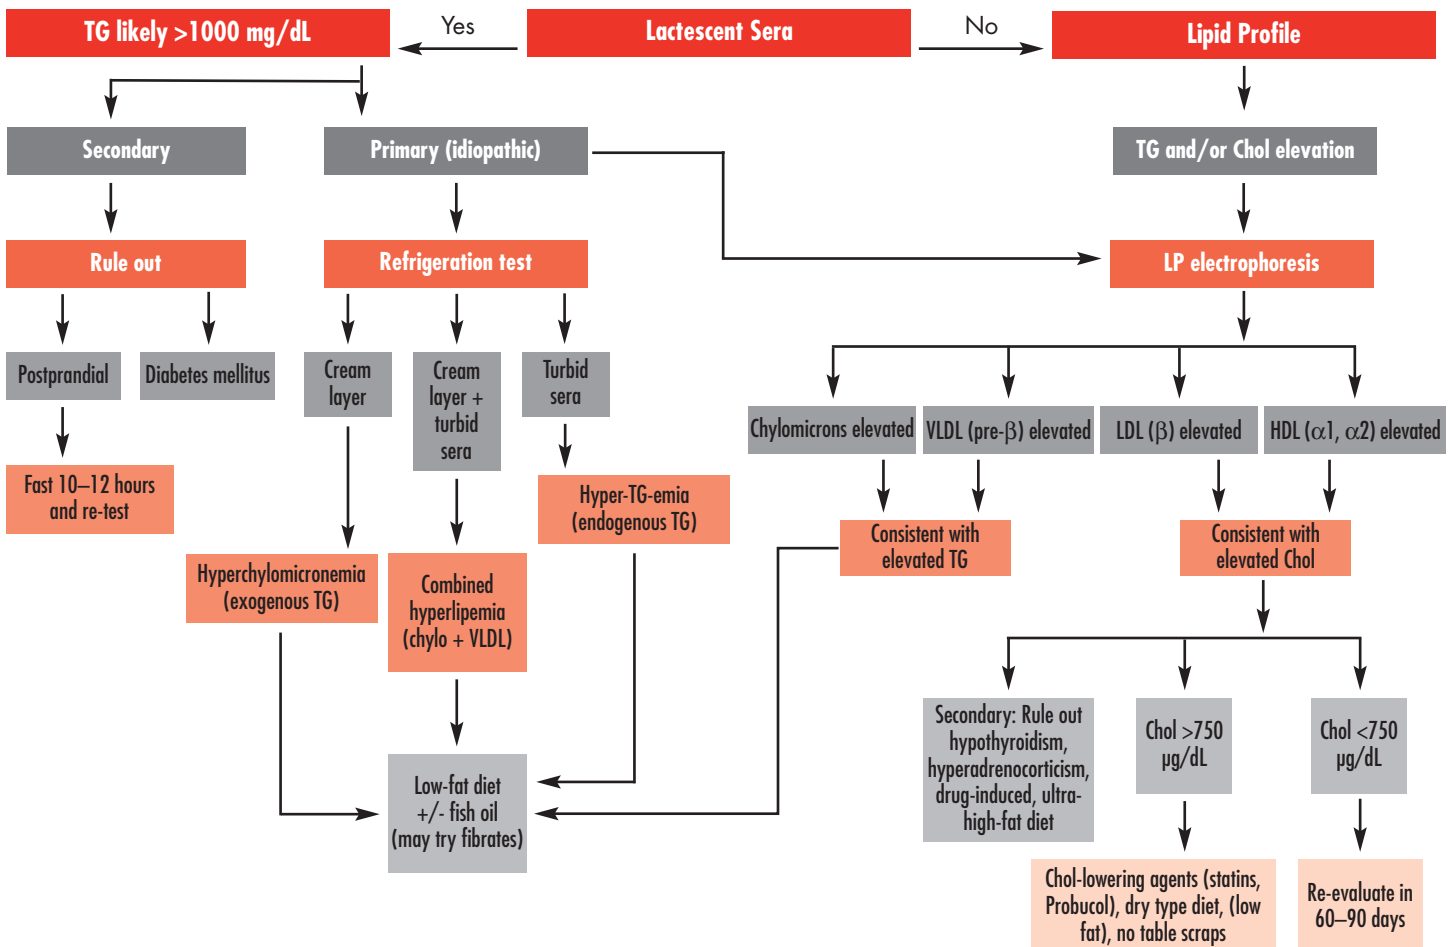 TG likely >1000 mg/dL
Yes
Lactescent Sera
No
Lipid Profile
Secondary
Primary (idiopathic)
TG and/or Chol elevation
Rule out
Refrigeration test
LP electrophoresis
Postprandial
Diabetes mellitus
Cream
layer
Cream
layer +
turbid
sera
Turbid
sera
Chylomicrons elevated
VLDL (pre-β) elevated
LDL (β) elevated
HDL (α1, α2) elevated
Fast 10–12 hours
and re-test
Hyper-TG-emia
(endogenous TG)
Consistent with
elevated TG
Consistent with
elevated Chol
Hyperchylomicronemia
(exogenous TG)
Combined
hyperlipemia
(chylo + VLDL)
Secondary: Rule out
hypothyroidism,
hyperadrenocorticism,
drug-induced, ultra-
high-fat diet
Chol >750
µg/dL
Chol <750
µg/dL
Low-fat diet
+/- fish oil
(may try fibrates)
Chol-lowering agents (statins,
Probucol), dry type diet, (low
fat), no table scraps
Re-evaluate in
60–90 days